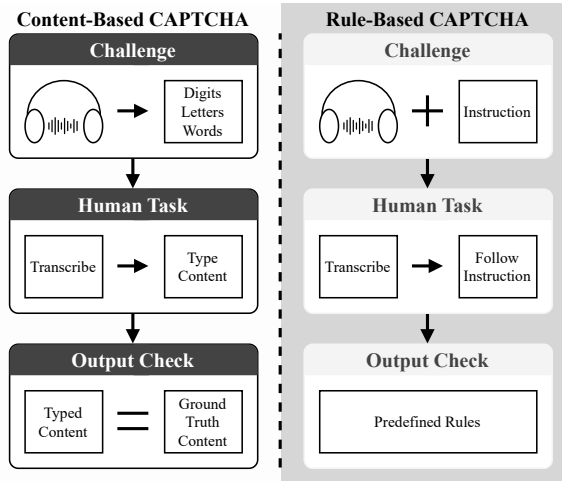 Content-Based CAPTCHA
Challenge
Digits
Letters
Words
Human Task
Transcribe
Type
Content
Output Check
Typed
Content
Ground
Truth
Content
Rule-Based CAPTCHA
Challenge
Instruction
Human Task
Transcribe
Follow
Instruction
Output Check
Predefined Rules